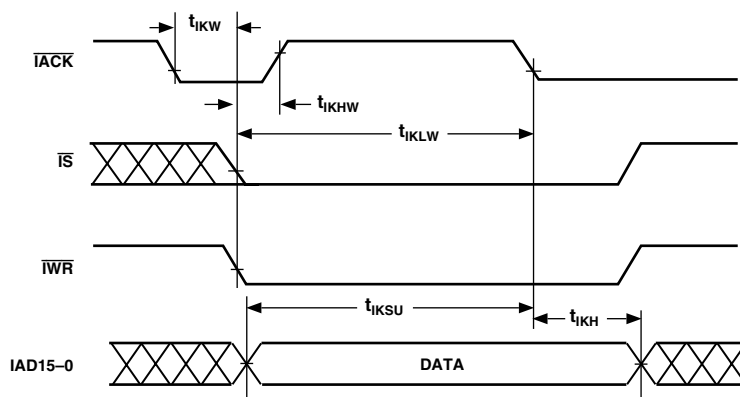 tIKW
IACK
tIKHW
tIKLW
IS
IWR
tIKSU
tIKH
IAD15–0
DATA